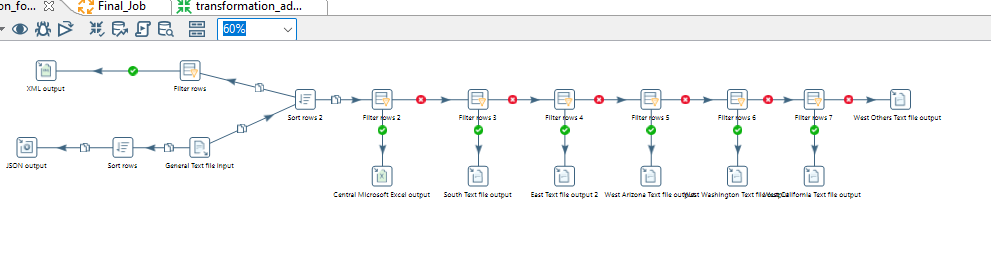 on_fo...
Final_Job
transformation_ad...
60%
XML output
Filter rows
Sort rows 2
Filter rows 2
Filter rows 3
Filter rows 4
Filter rows 5
Filter rows 6
Filter rows 7
West Others Text file output
JSON output
Sort rows
General Text file input
Central Microsoft Excel output
South Text file output
East Text file output 2
West Arizona Text file output
West Washington Text file output
West California Text file output